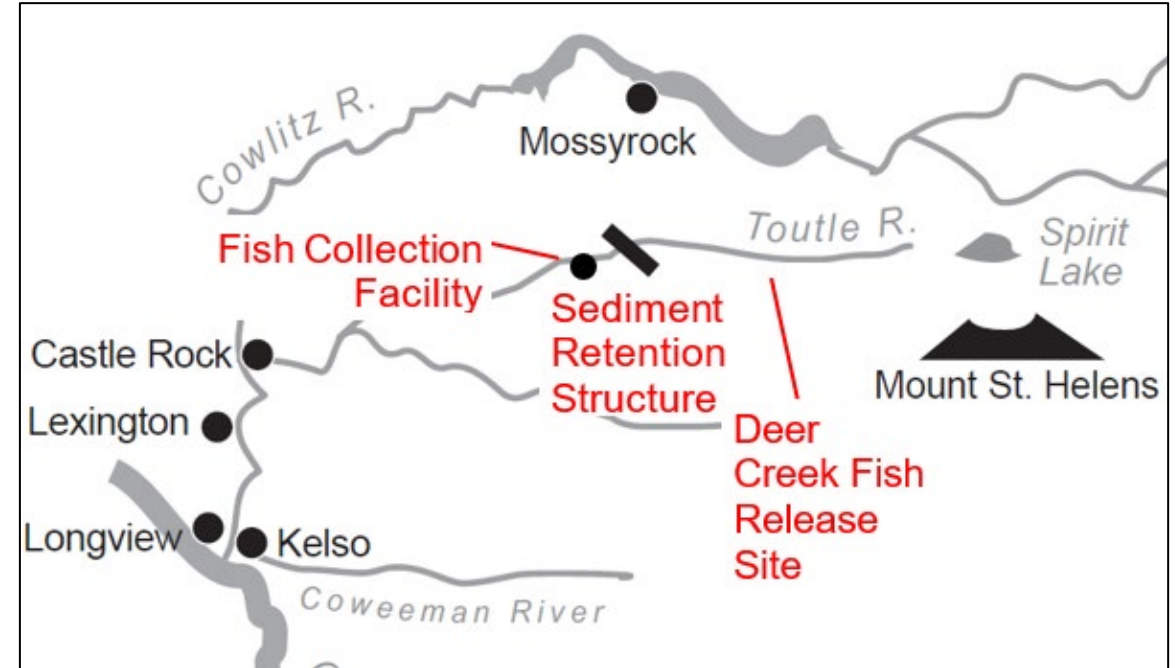 Cowlitz R.
Mossyrock
Toutle R.
Spirit
Lake
Fish Collection
Facility
Sediment
Retention
Structure
Castle Rock
Mount St. Helens
Lexington
Deer
Creek Fish
Release
Site
Longview
Kelso
Coweeman River